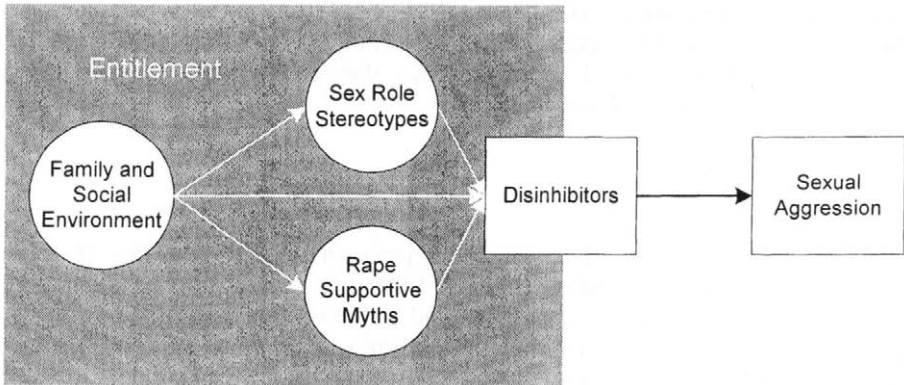 Entitlement
Sex Role
Stereotypes
Family and
Social
Environment
Disinhibitors
Sexual
Aggression
Rape
Supportive
Myths